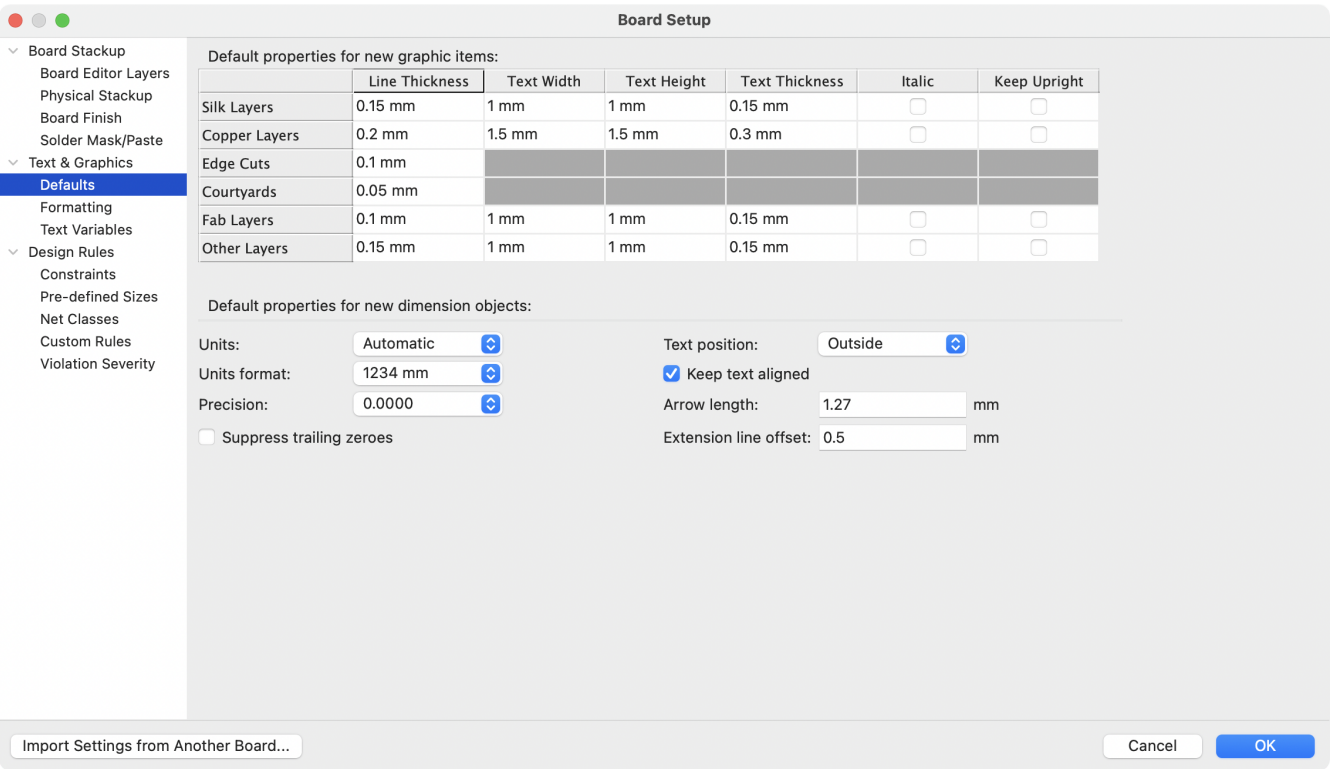 Board Setup
Board Stackup
Board Editor Layers
Physical Stackup
Board Finish
Solder Mask/Paste
Text & Graphics
Defaults
Formatting
Text Variables
Design Rules
Constraints
Pre-defined Sizes
Net Classes
Custom Rules
Violation Severity
Default properties for new graphic items:
Line Thickness Text Width Text Height Text Thickness Italic Keep Upright
Silk Layers 0.15 mm 1 mm 1 mm 0.15 mm
Copper Layers 0.2 mm 1.5 mm 1.5 mm 0.3 mm
Edge Cuts 0.1 mm
Courtyards 0.05 mm
Fab Layers 0.1 mm 1 mm 1 mm 0.15 mm
Other Layers 0.15 mm 1 mm 1 mm 0.15 mm
Default properties for new dimension objects:
Units: Automatic Text position: Outside
Units format: 1234 mm Keep text aligned
Precision: 0.0000 Arrow length: 1.27 mm
Suppress trailing zeroes Extension line offset: 0.5 mm
Import Settings from Another Board... Cancel OK